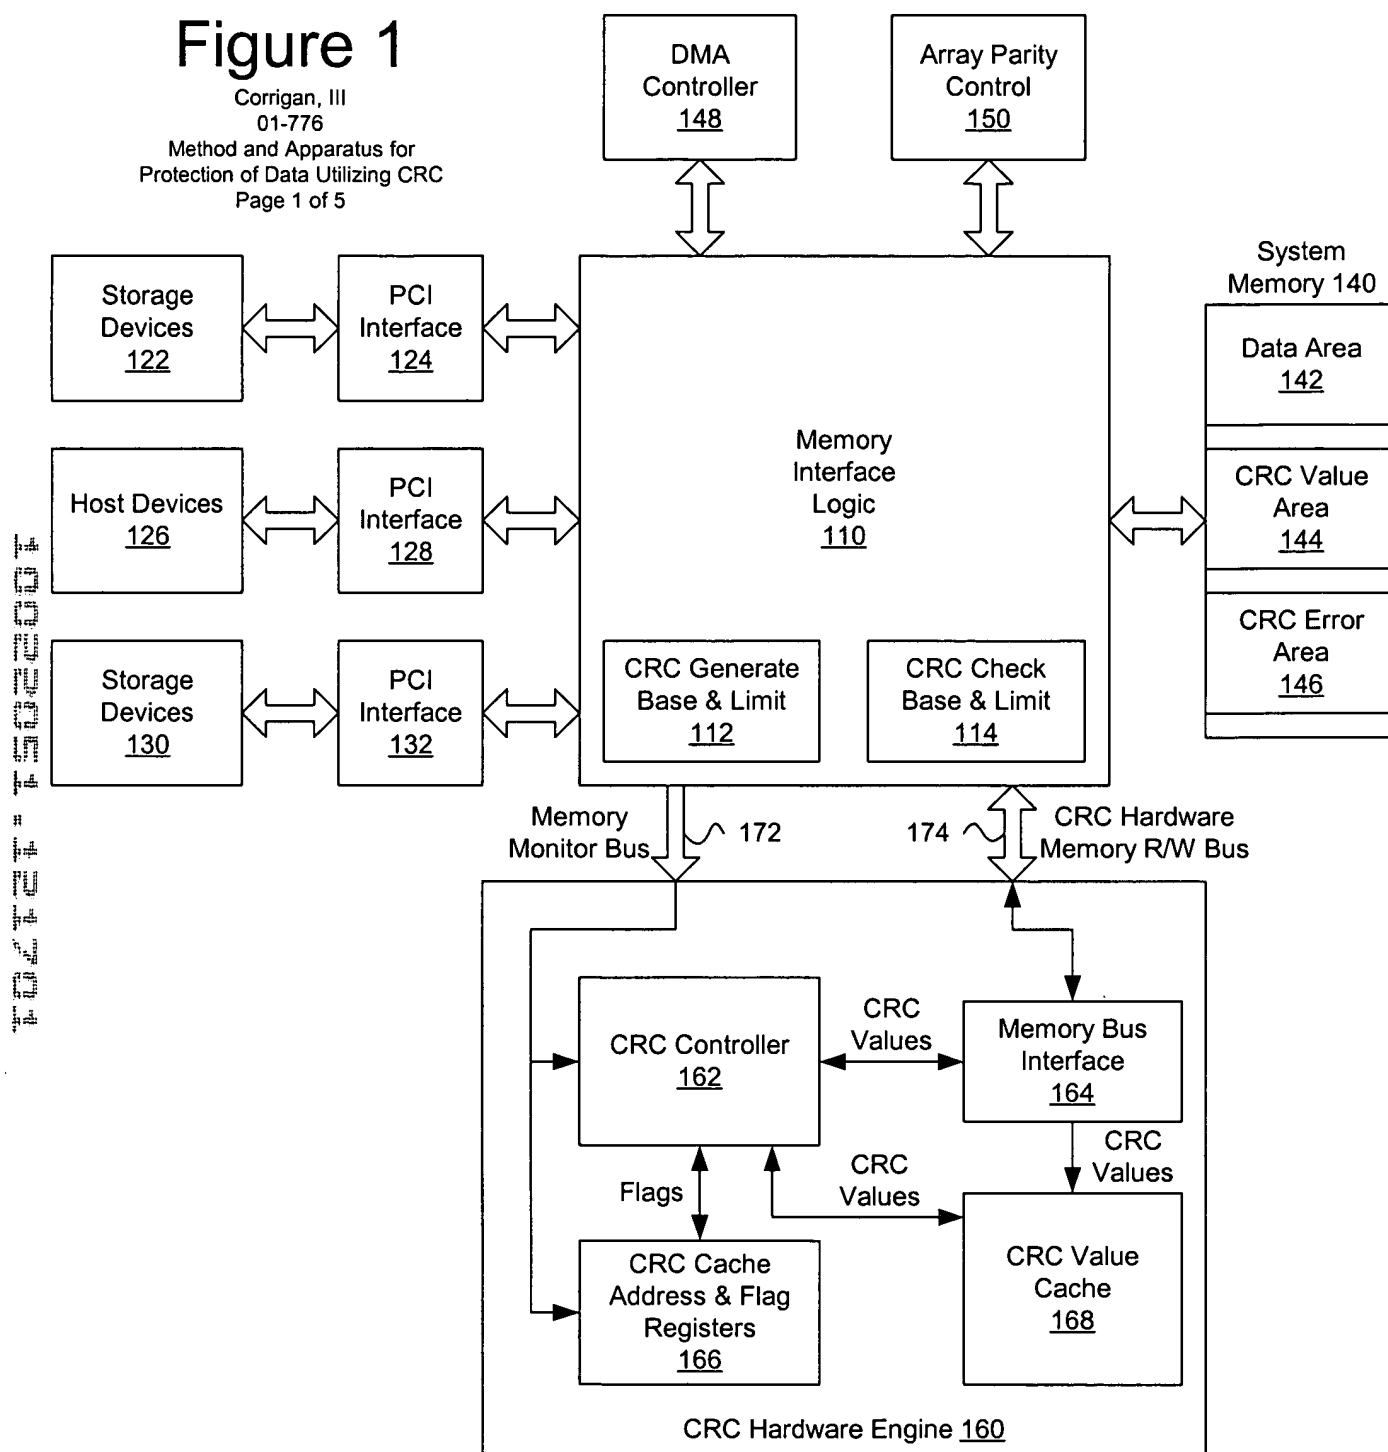 Figure 1
Corrigan, III
01-776
Method and Apparatus for
Protection of Data Utilizing CRC
Page 1 of 5
DMA
Controller
148
Array Parity
Control
150
System
Memory 140
Storage
Devices
122
PCI
Interface
124
Data Area
142
Memory
Interface
Logic
110
Host Devices
126
PCI
Interface
128
CRC Value
Area
144
CRC Error
Area
146
Storage
Devices
130
PCI
Interface
132
CRC Generate
Base & Limit
112
CRC Check
Base & Limit
114
Memory
Monitor Bus
172
174
CRC Hardware
Memory R/W Bus
CRC Controller
162
CRC
Values
Memory Bus
Interface
164
Flags
CRC
Values
CRC
Values
CRC Cache
Address & Flag
Registers
166
CRC Value
Cache
168
CRC Hardware Engine 160